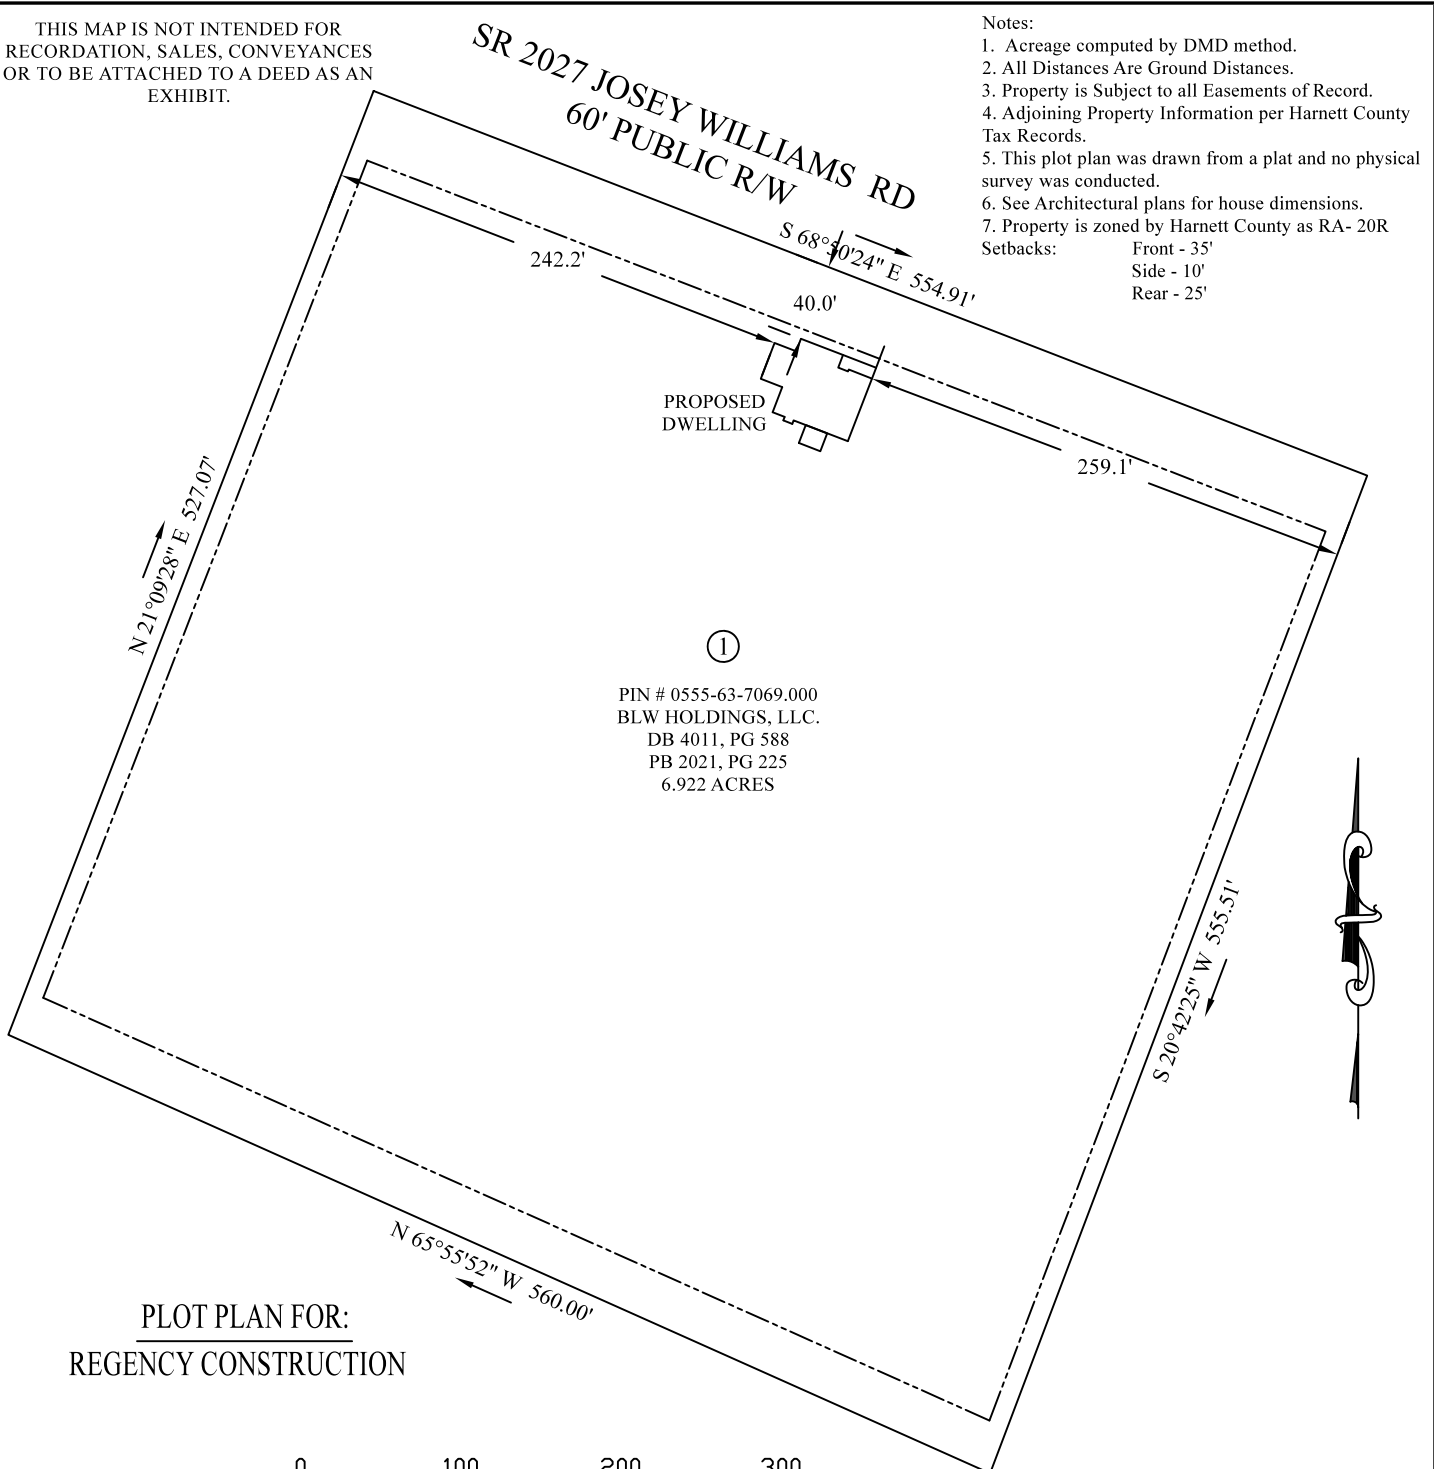 THIS MAP IS NOT INTENDED FOR
RECORDATION, SALES, CONVEYANCES
OR TO BE ATTACHED TO A DEED AS AN
EXHIBIT.
SR 2027 JOSEY WILLIAMS RD
60' PUBLIC R/W
Notes:
1. Acreage computed by DMD method.
2. All Distances Are Ground Distances.
3. Property is Subject to all Easements of Record.
4. Adjoining Property Information per Harnett County
Tax Records.
5. This plot plan was drawn from a plat and no physical
survey was conducted.
6. See Architectural plans for house dimensions.
7. Property is zoned by Harnett County as RA- 20R
Setbacks: Front - 35'
Side - 10'
Rear - 25'
S 68°50'24" E 554.91'
242.2'
40.0'
PROPOSED
DWELLING
259.1'
N 21°09'28" E 527.07'
1
PIN # 0555-63-7069.000
BLW HOLDINGS, LLC.
DB 4011, PG 588
PB 2021, PG 225
6.922 ACRES
S 20°42'25" W 555.51'
N 65°55'52" W 560.00'
PLOT PLAN FOR:
REGENCY CONSTRUCTION
0 100 200 300